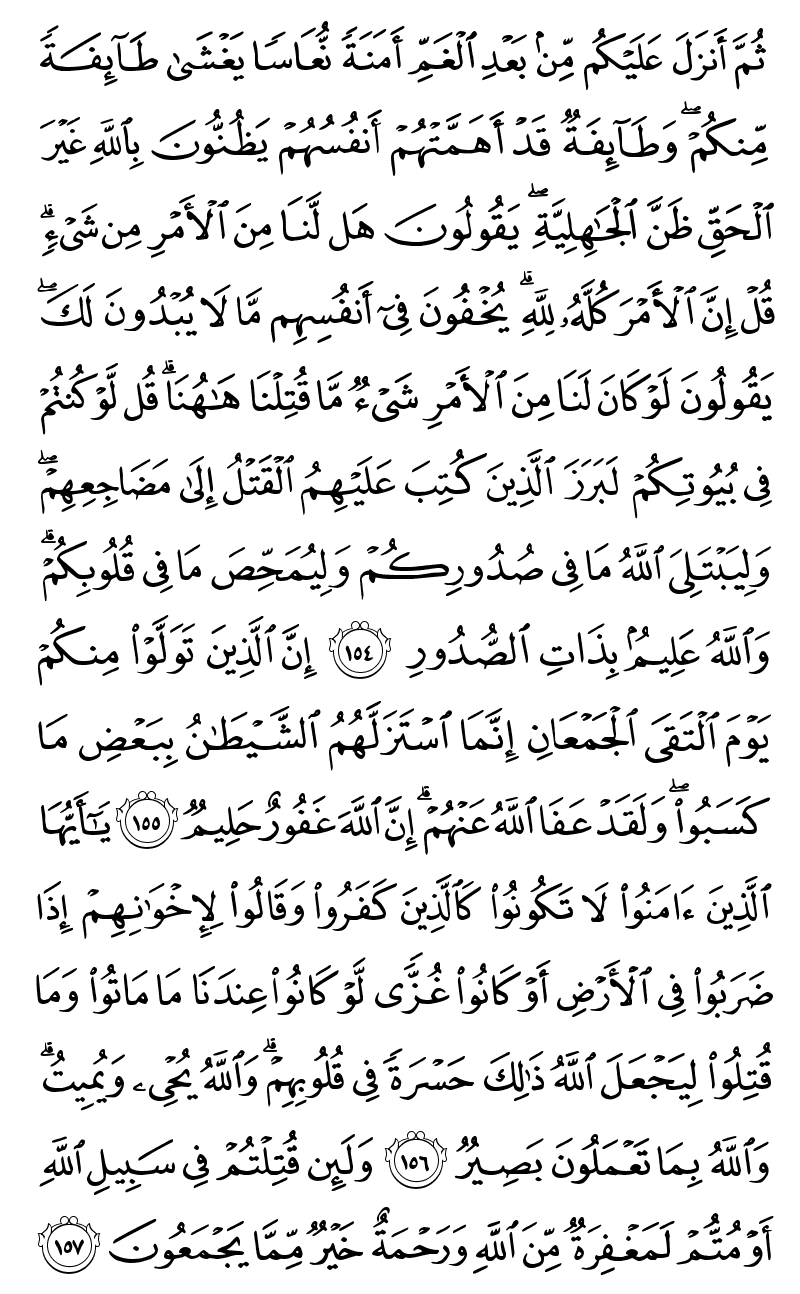 ثُمَّ أَنزَلَ عَلَيْكُم مِّنۢ بَعْدِ ٱلْغَمِّ أَمَنَةً نُّعَاسًا يَغْشَىٰ طَآئِفَةً
مِّنكُمْ ۖ وَطَآئِفَةٌ قَدْ أَهَمَّتْهُمْ أَنفُسُهُمْ يَظُنُّونَ بِٱللَّهِ غَيْرَ
ٱلْحَقِّ ظَنَّ ٱلْجَٰهِلِيَّةِ ۖ يَقُولُونَ هَل لَّنَا مِنَ ٱلْأَمْرِ مِن شَىْءٍ ۗ
قُلْ إِنَّ ٱلْأَمْرَ كُلَّهُۥ لِلَّهِ ۗ يُخْفُونَ فِىٓ أَنفُسِهِم مَّا لَا يُبْدُونَ لَكَ ۖ
يَقُولُونَ لَوْ كَانَ لَنَا مِنَ ٱلْأَمْرِ شَىْءٌ مَّا قُتِلْنَا هَٰهُنَا ۗ قُل لَّوْ كُنتُمْ
فِى بُيُوتِكُمْ لَبَرَزَ ٱلَّذِينَ كُتِبَ عَلَيْهِمُ ٱلْقَتْلُ إِلَىٰ مَضَاجِعِهِمْ ۖ
وَلِيَبْتَلِىَ ٱللَّهُ مَا فِى صُدُورِكُمْ وَلِيُمَحِّصَ مَا فِى قُلُوبِكُمْ ۗ
وَٱللَّهُ عَلِيمٌۢ بِذَاتِ ٱلصُّدُورِ ١٥٤ إِنَّ ٱلَّذِينَ تَوَلَّوْا۟ مِنكُمْ
يَوْمَ ٱلْتَقَى ٱلْجَمْعَانِ إِنَّمَا ٱسْتَزَلَّهُمُ ٱلشَّيْطَٰنُ بِبَعْضِ مَا
كَسَبُوا۟ ۖ وَلَقَدْ عَفَا ٱللَّهُ عَنْهُمْ ۗ إِنَّ ٱللَّهَ غَفُورٌ حَلِيمٌ ١٥٥ يَٰٓأَيُّهَا
ٱلَّذِينَ ءَامَنُوا۟ لَا تَكُونُوا۟ كَٱلَّذِينَ كَفَرُوا۟ وَقَالُوا۟ لِإِخْوَٰنِهِمْ إِذَا
ضَرَبُوا۟ فِى ٱلْأَرْضِ أَوْ كَانُوا۟ غُزًّى لَّوْ كَانُوا۟ عِندَنَا مَا مَاتُوا۟ وَمَا
قُتِلُوا۟ لِيَجْعَلَ ٱللَّهُ ذَٰلِكَ حَسْرَةً فِى قُلُوبِهِمْ ۗ وَٱللَّهُ يُحْىِۦ وَيُمِيتُ ۗ
وَٱللَّهُ بِمَا تَعْمَلُونَ بَصِيرٌ ١٥٦ وَلَئِن قُتِلْتُمْ فِى سَبِيلِ ٱللَّهِ
أَوْ مُتُّمْ لَمَغْفِرَةٌ مِّنَ ٱللَّهِ وَرَحْمَةٌ خَيْرٌ مِّمَّا يَجْمَعُونَ ١٥٧